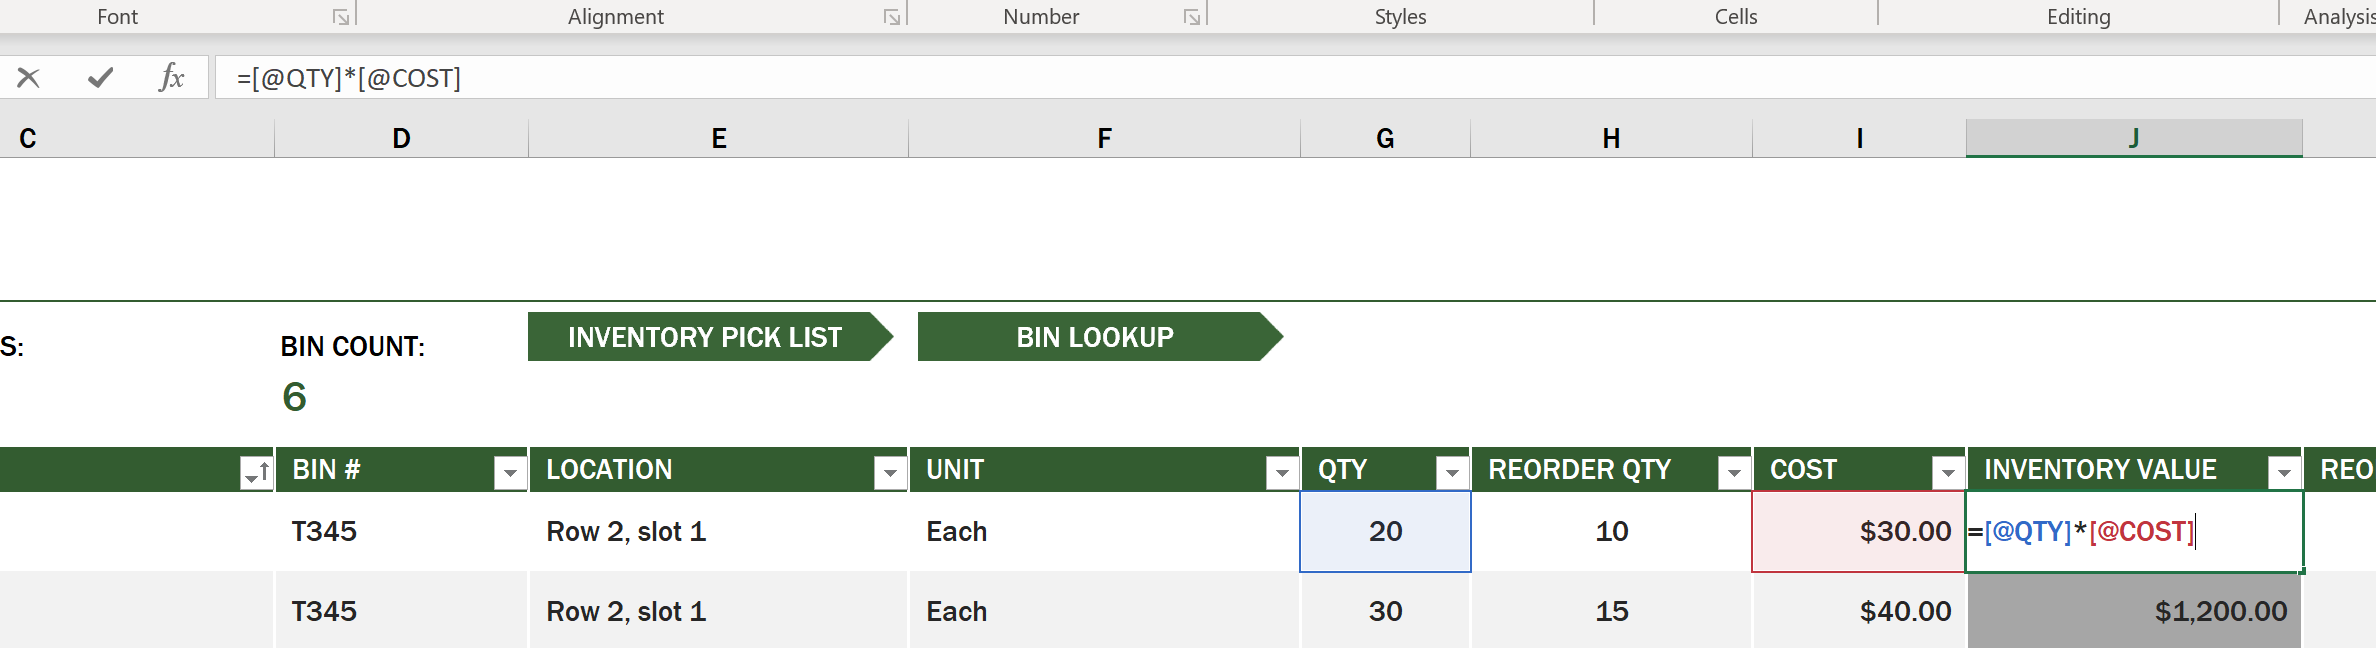 Font Alignment Number Styles Cells Editing Analysis
fx =[@QTY]*[@COST]
C D E F G H I J
S: BIN COUNT: INVENTORY PICK LIST BIN LOOKUP
6
BIN # LOCATION UNIT QTY REORDER QTY COST INVENTORY VALUE REO
T345 Row 2, slot 1 Each 20 10 $30.00 =[@QTY]*[@COST]
T345 Row 2, slot 1 Each 30 15 $40.00 $1,200.00